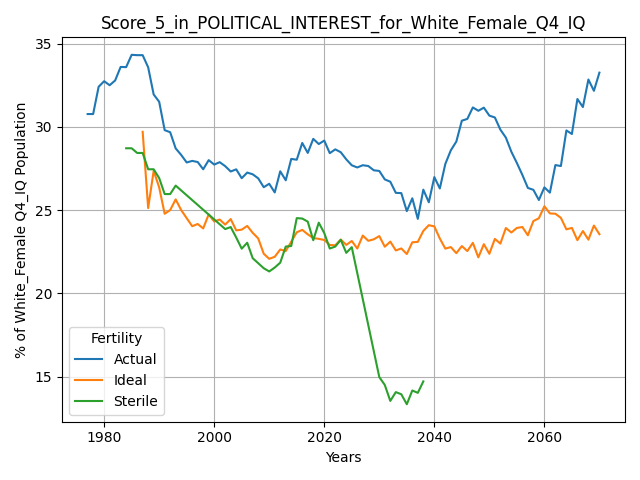 Score_5_in_POLITICAL_INTEREST_for_White_Female_Q4_IQ
% of White_Female Q4_IQ Population
35
30
25
20
15
Fertility
Actual
Ideal
Sterile
1980
2000
2020
2040
2060
Years